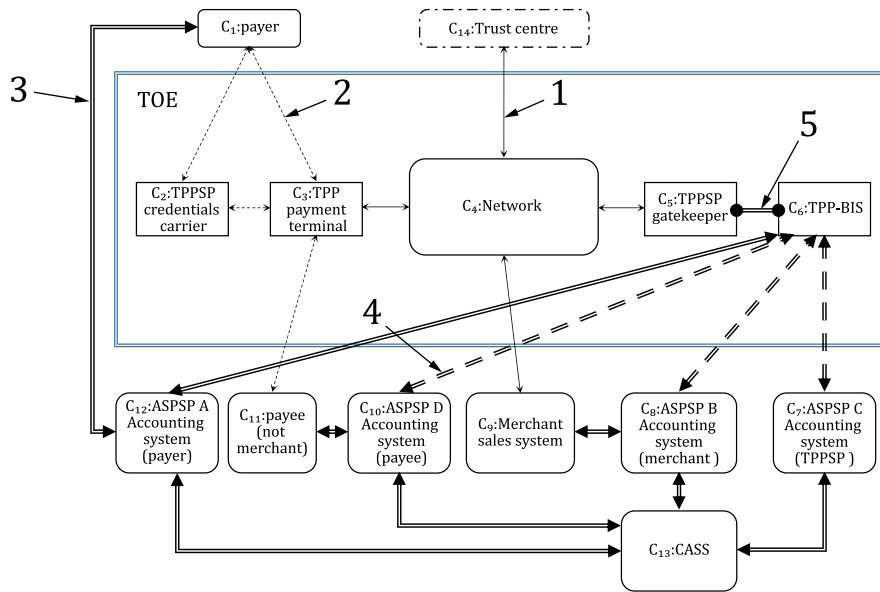 C₁:payer
C₁₄:Trust centre
3
2
1
TOE
5
C₂:TPPSP
credentials
carrier
C₃:TPP
payment
terminal
C₄:Network
C₅:TPPSP
gatekeeper
C₆:TPP-BIS
4
C₁₂:ASPSP A
Accounting
system
(payer)
C₁₁:payee
(not
merchant)
C₁₀:ASPSP D
Accounting
system
(payee)
C₉:Merchant
sales system
C₈:ASPSP B
Accounting
system
(merchant )
C₇:ASPSP C
Accounting
system
(TPPSP )
C₁₃:CASS